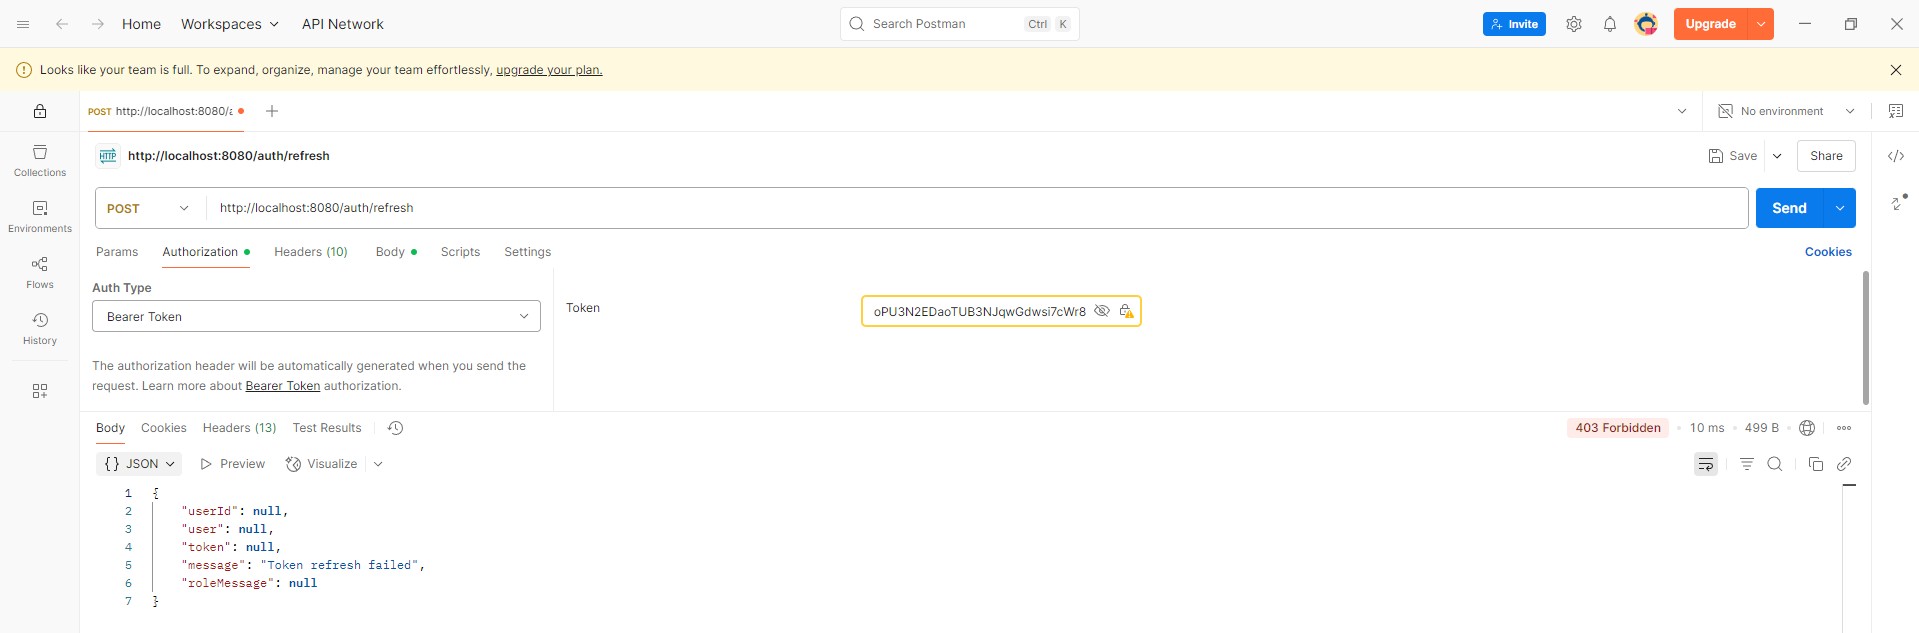 Home Workspaces API Network Search Postman Ctrl K Invite Upgrade
Looks like your team is full. To expand, organize, manage your team effortlessly, upgrade your plan.
POST http://localhost:8080/a No environment
HTTP http://localhost:8080/auth/refresh Save Share
Collections
POST http://localhost:8080/auth/refresh Send
Environments
Params Authorization Headers (10) Body Scripts Settings Cookies
Flows
Auth Type
Bearer Token
Token oPU3N2EDaoTUB3NJqwGdwsi7cWr8
History
The authorization header will be automatically generated when you send the
request. Learn more about Bearer Token authorization.
Body Cookies Headers (13) Test Results 403 Forbidden 10 ms 499 B
{} JSON Preview Visualize
1 {
2 "userId": null,
3 "user": null,
4 "token": null,
5 "message": "Token refresh failed",
6 "roleMessage": null
7 }